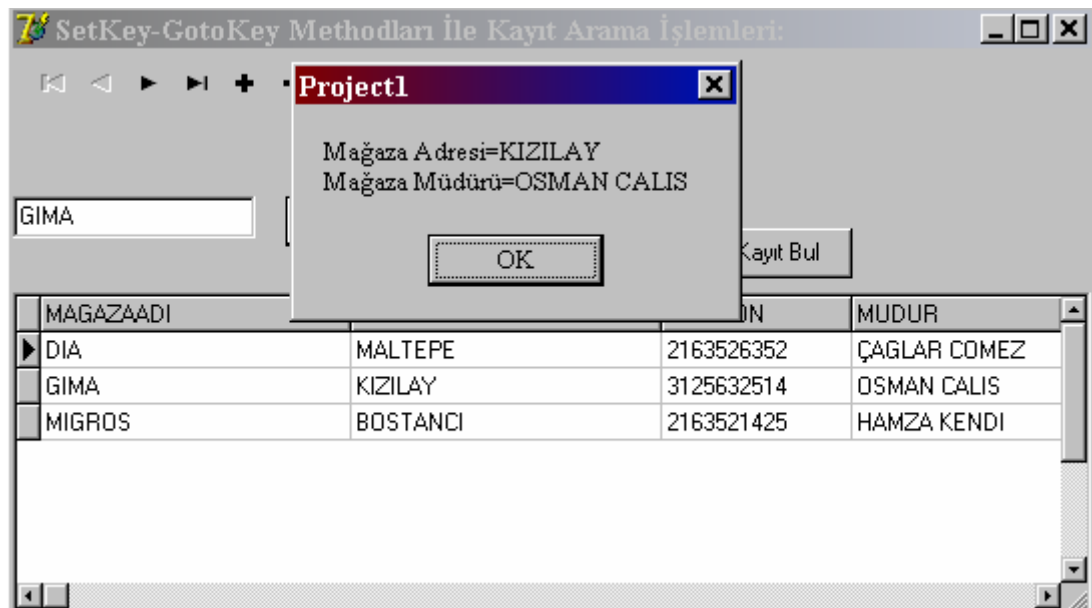 SetKey-GotoKey Methodları İle Kayıt Arama İşlemleri:
Project1
Mağaza Adresi=KIZILAY
Mağaza Müdürü=OSMAN CALIS
OK
GIMA
Kayıt Bul
MAGAZAADI MUDUR
DIA MALTEPE 2163526352 ÇAGLAR COMEZ
GIMA KIZILAY 3125632514 OSMAN CALIS
MIGROS BOSTANCI 2163521425 HAMZA KENDI